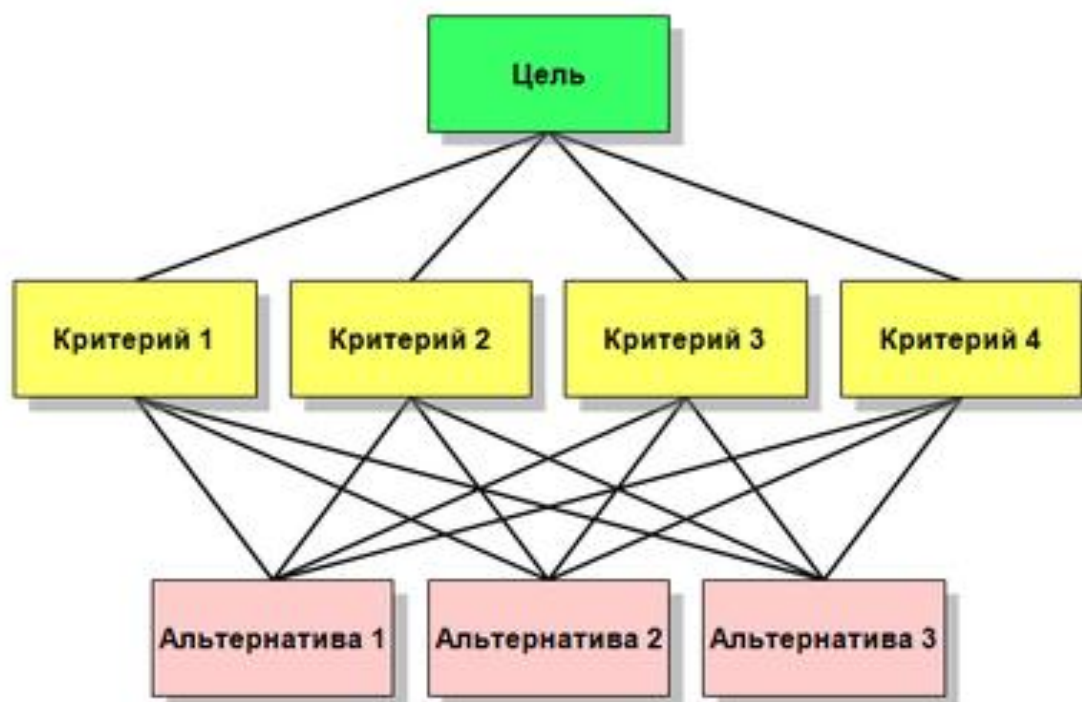 Цель
Критерий 1
Критерий 2
Критерий 3
Критерий 4
Альтернатива 1
Альтернатива 2
Альтернатива 3